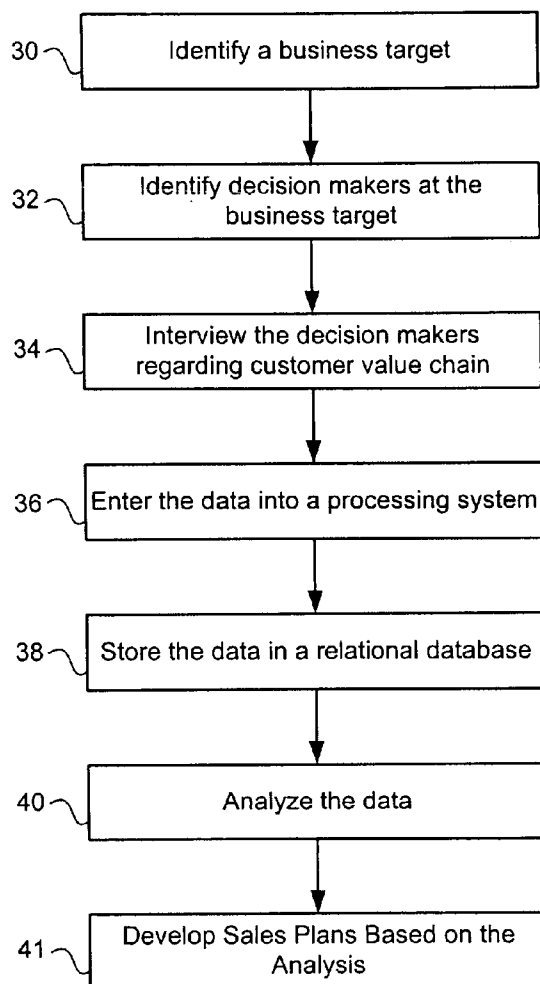 30
Identify a business target
32
Identify decision makers at the
business target
34
Interview the decision makers
regarding customer value chain
36
Enter the data into a processing system
38
Store the data in a relational database
40
Analyze the data
41
Develop Sales Plans Based on the
Analysis